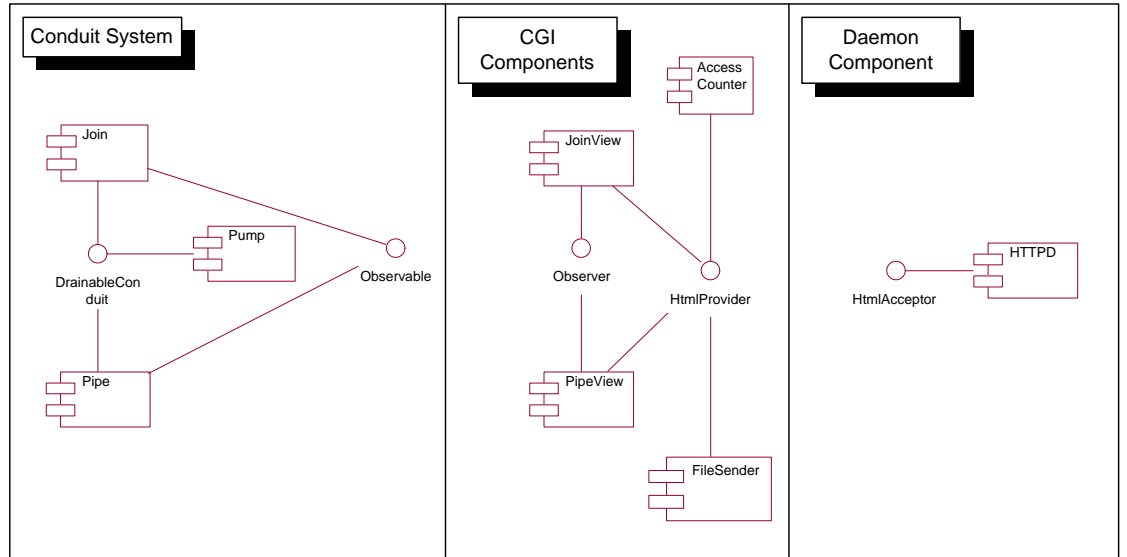 Conduit System
Join
Pump
DrainableCon
duit
Observable
Pipe
CGI
Components
Access
Counter
JoinView
Observer
HtmlProvider
PipeView
FileSender
Daemon
Component
HTTPD
HtmlAcceptor